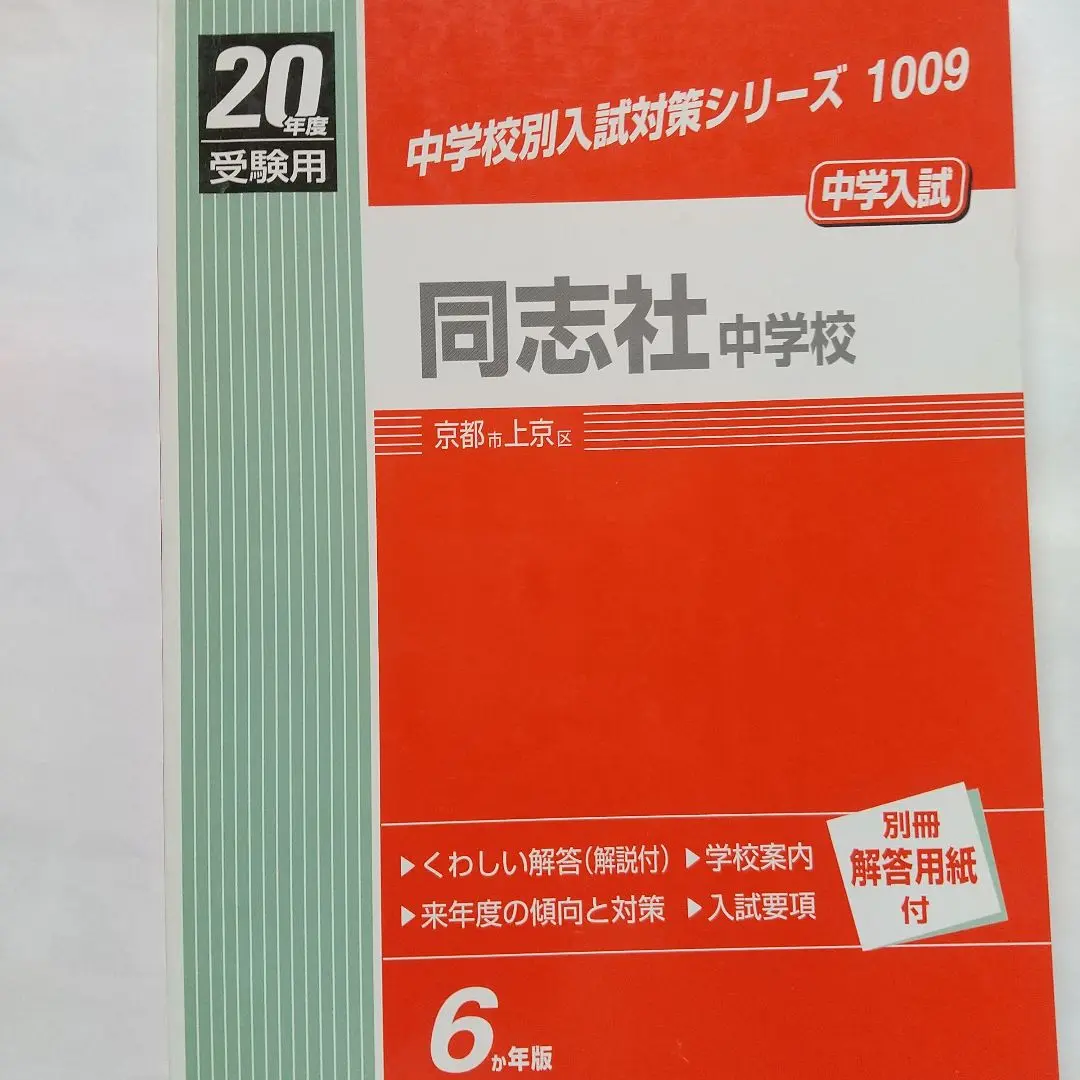 20年度
受験用
中学校別入試対策シリーズ 1009
中学入試
同志社中学校
京都市上京区
▶くわしい解答(解説付) ▶学校案内
▶来年度の傾向と対策 ▶入試要項
別冊
解答用紙
付
6か年版